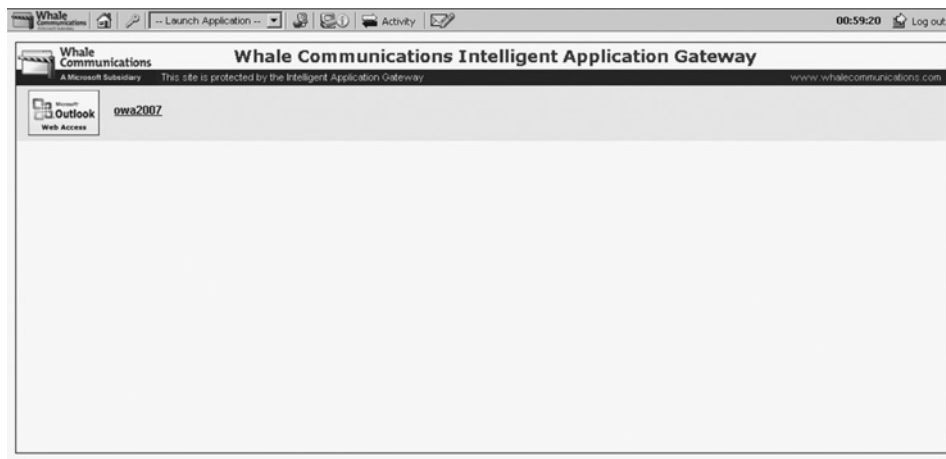 Whale
Communications
-- Launch Application --
Activity
00:59:20
Log out
Whale
Communications
A Microsoft Subsidiary
Whale Communications Intelligent Application Gateway
This site is protected by the Intelligent Application Gateway
www.whalecommunications.com
Microsoft
Outlook
Web Access
owa2007